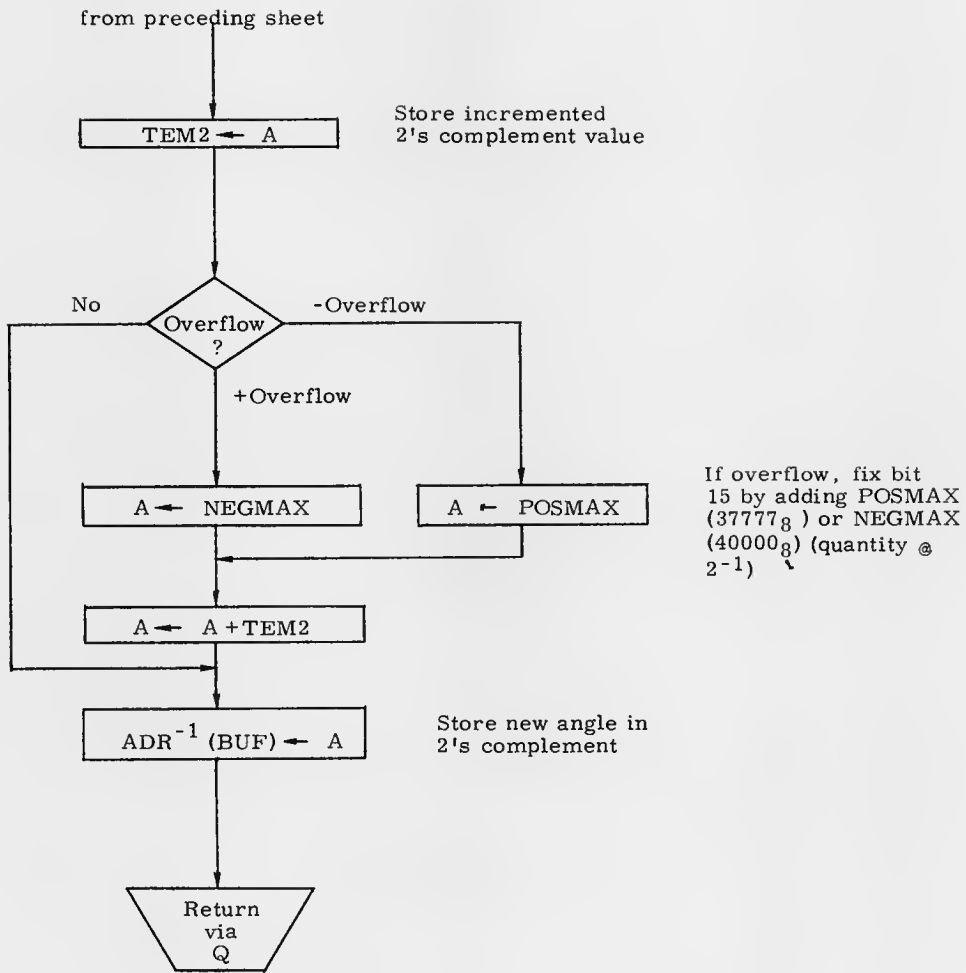 from preceding sheet
TEM2 ← A
Store incremented
2's complement value
No
-Overflow
Overflow
?
+Overflow
A ← NEGMAX
A ← POSMAX
If overflow, fix bit
15 by adding POSMAX
(37777₈) or NEGMAX
(40000₈) (quantity @
2⁻¹)
A ← A + TEM2
ADR⁻¹ (BUF) ← A
Store new angle in
2's complement
Return
via
Q